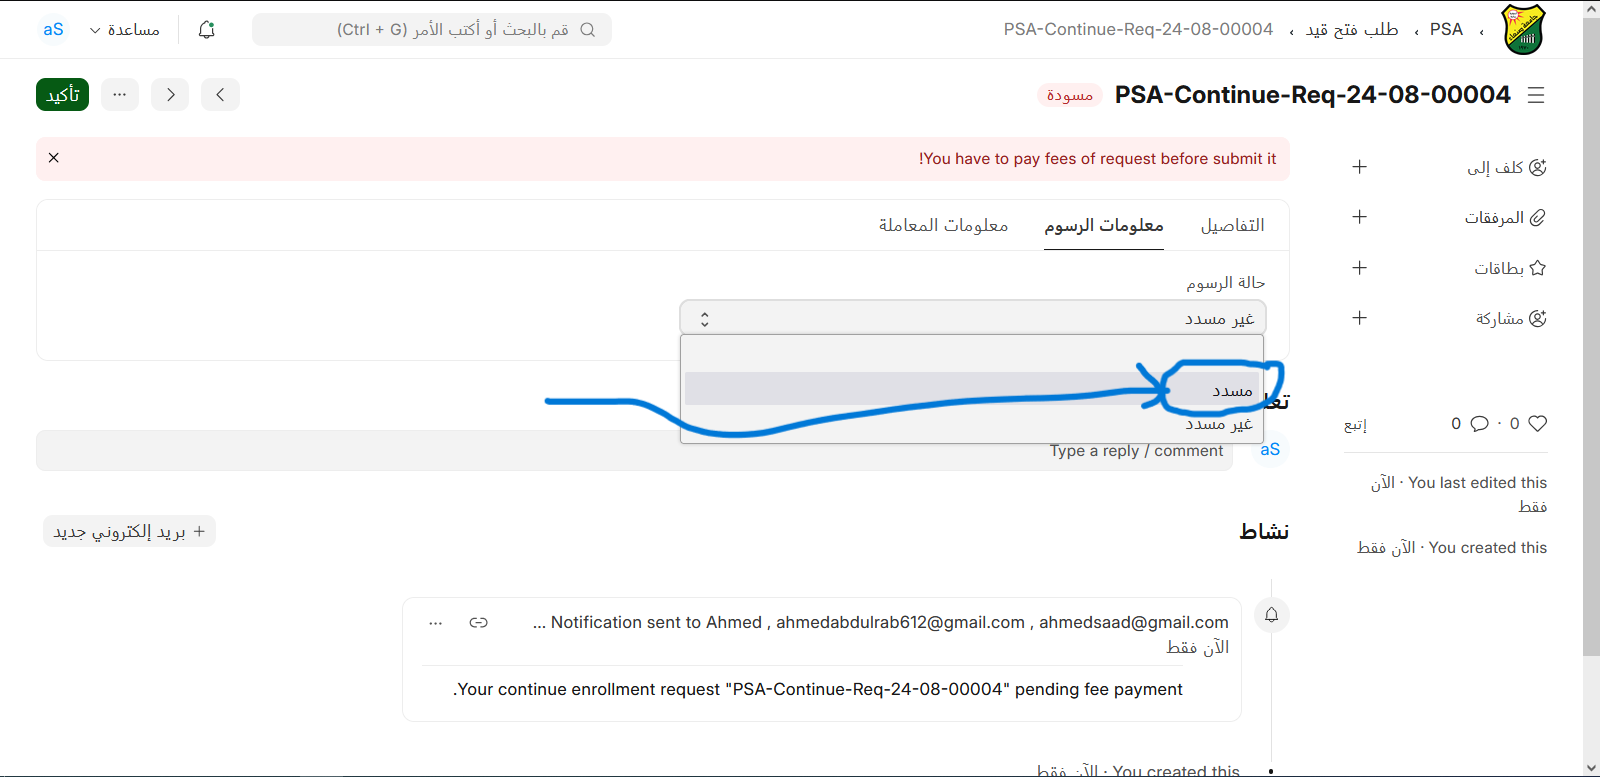 PSA › طلب فتح قيد › PSA-Continue-Req-24-08-00004
قم بالبحث أو أكتب الأمر (Ctrl + G)
مساعدة
aS
PSA-Continue-Req-24-08-00004
مسودة
تأكيد
كلف إلى
المرفقات
بطاقات
مشاركة
0 · 0
إتبع
You last edited this · الآن
فقط
You created this · الآن فقط
!You have to pay fees of request before submit it
التفاصيل معلومات الرسوم معلومات المعاملة
حالة الرسوم
غير مسدد
مسدد
غير مسدد
aS
Type a reply / comment
نشاط
+ بريد إلكتروني جديد
... Notification sent to Ahmed , ahmedabdulrab612@gmail.com , ahmedsaad@gmail.com
الآن فقط
.Your continue enrollment request "PSA-Continue-Req-24-08-00004" pending fee payment
You created this · الآن فقط